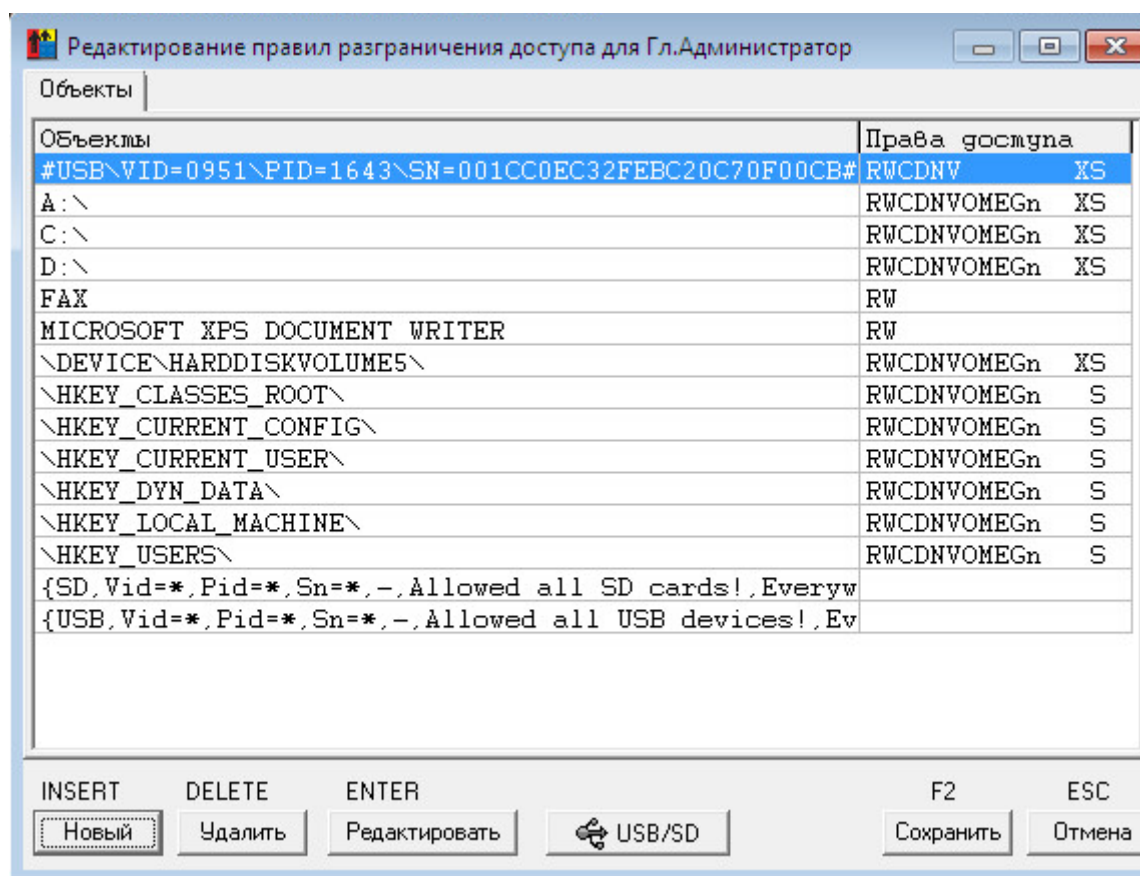 Редактирование правил разграничения доступа для Гл.Администратор
Объекты
Объекты Права доступа
#USB\VID=0951\PID=1643\SN=001CC0EC32FEBC20C70F00CB# RWCDNV XS
A:\ RWCDNVOMEGn XS
C:\ RWCDNVOMEGn XS
D:\ RWCDNVOMEGn XS
FAX RW
MICROSOFT XPS DOCUMENT WRITER RW
\DEVICE\HARDDISKVOLUME5\ RWCDNVOMEGn XS
\HKEY_CLASSES_ROOT\ RWCDNVOMEGn S
\HKEY_CURRENT_CONFIG\ RWCDNVOMEGn S
\HKEY_CURRENT_USER\ RWCDNVOMEGn S
\HKEY_DYN_DATA\ RWCDNVOMEGn S
\HKEY_LOCAL_MACHINE\ RWCDNVOMEGn S
\HKEY_USERS\ RWCDNVOMEGn S
{SD,Vid=*,Pid=*,Sn=*,-,Allowed all SD cards!,Everyw
{USB,Vid=*,Pid=*,Sn=*,-,Allowed all USB devices!,Ev
INSERT DELETE ENTER F2 ESC
Новый Удалить Редактировать USB/SD Сохранить Отмена